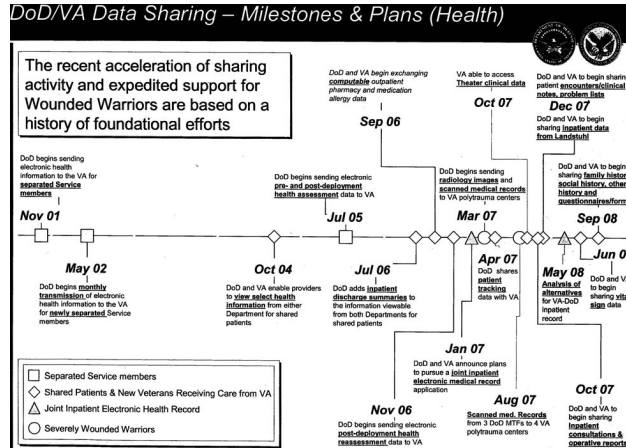 DoD/VA Data Sharing – Milestones & Plans (Health)
The recent acceleration of sharing
activity and expedited support for
Wounded Warriors are based on a
history of foundational efforts
DoD and VA begin exchanging
computable outpatient
pharmacy and medication
allergy data
Sep 06
VA able to access
Theater clinical data
Oct 07
DoD and VA to begin sharin
patient encounters/clinical
notes, problem lists
Dec 07
DoD and VA to begin
sharing inpatient data
from Landstuhl
DoD begins sending
electronic health
information to the VA for
separated Service
members
Nov 01
DoD begins sending electronic
pre- and post-deployment
health assessment data to VA
Jul 05
DoD begins sending
radiology images and
scanned medical records
to VA polytrauma centers
Mar 07
DoD and VA to begin
sharing family histor
social history, other
history and
questionnaires/form
Sep 08
May 02
DoD begins monthly
transmission of electronic
health information to the VA
for newly separated Service
members
Oct 04
DoD and VA enable providers
to view select health
information from either
Department for shared
patients
Jul 06
DoD adds inpatient
discharge summaries to
the information viewable
from both Departments for
shared patients
Apr 07
DoD shares
patient
tracking
data with VA
May 08
Analysis of
alternatives
for VA-DoD
inpatient
record
Jun 0
DoD and V
to begin
sharing vita
sign data
Jan 07
DoD and VA announce plans
to pursue a joint inpatient
electronic medical record
application
Nov 06
DoD begins sending electronic
post-deployment health
reassessment data to VA
Aug 07
Scanned med. Records
from 3 DoD MTFs to 4 VA
polytrauma centers
Oct 07
DoD and VA to
begin sharing
inpatient
consultations &
operative reports
Separated Service members
Shared Patients & New Veterans Receiving Care from VA
Joint Inpatient Electronic Health Record
Severely Wounded Warriors